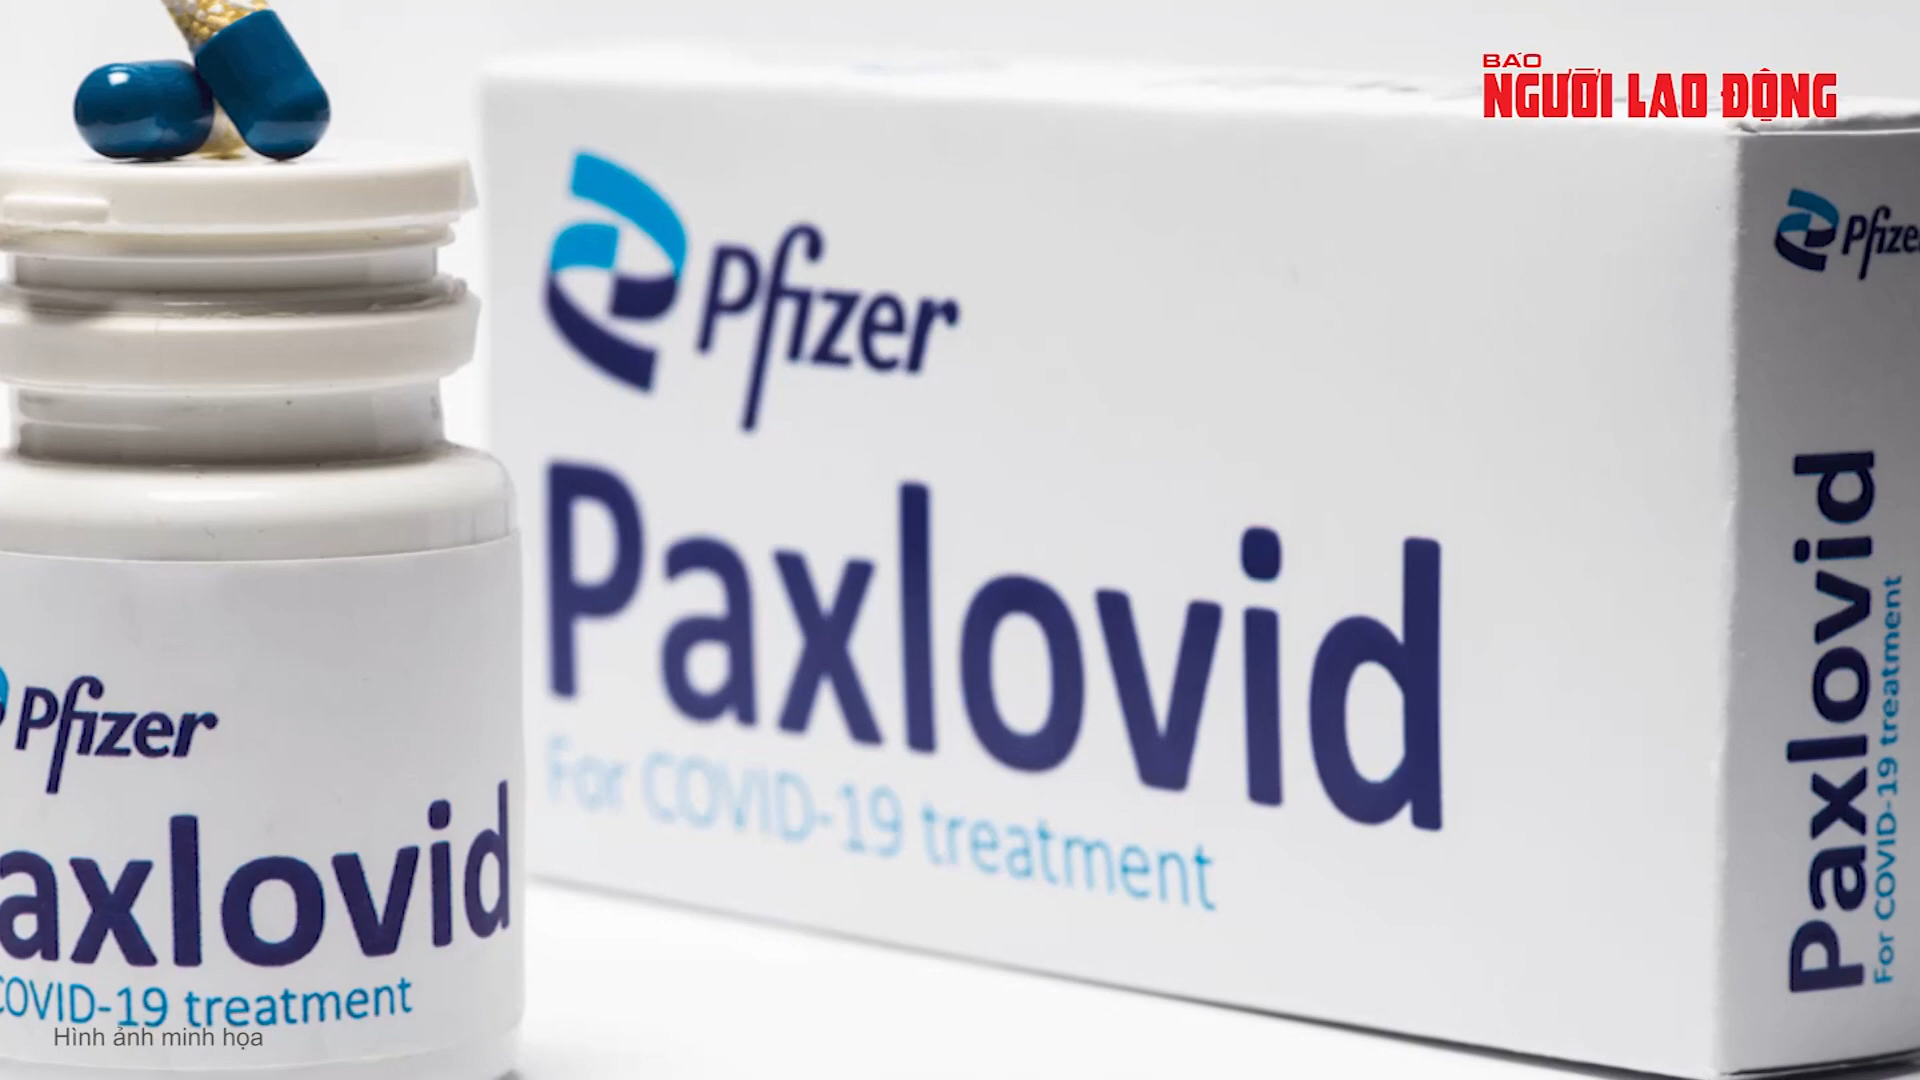 BÁO
NGƯỜI LAO ĐỘNG
Pfizer
Paxlovid
For COVID-19 treatment
Pfizer
Paxlovid
For COVID-19 treatment
Pfizer
axlovid
COVID-19 treatment
Hình ảnh minh họa